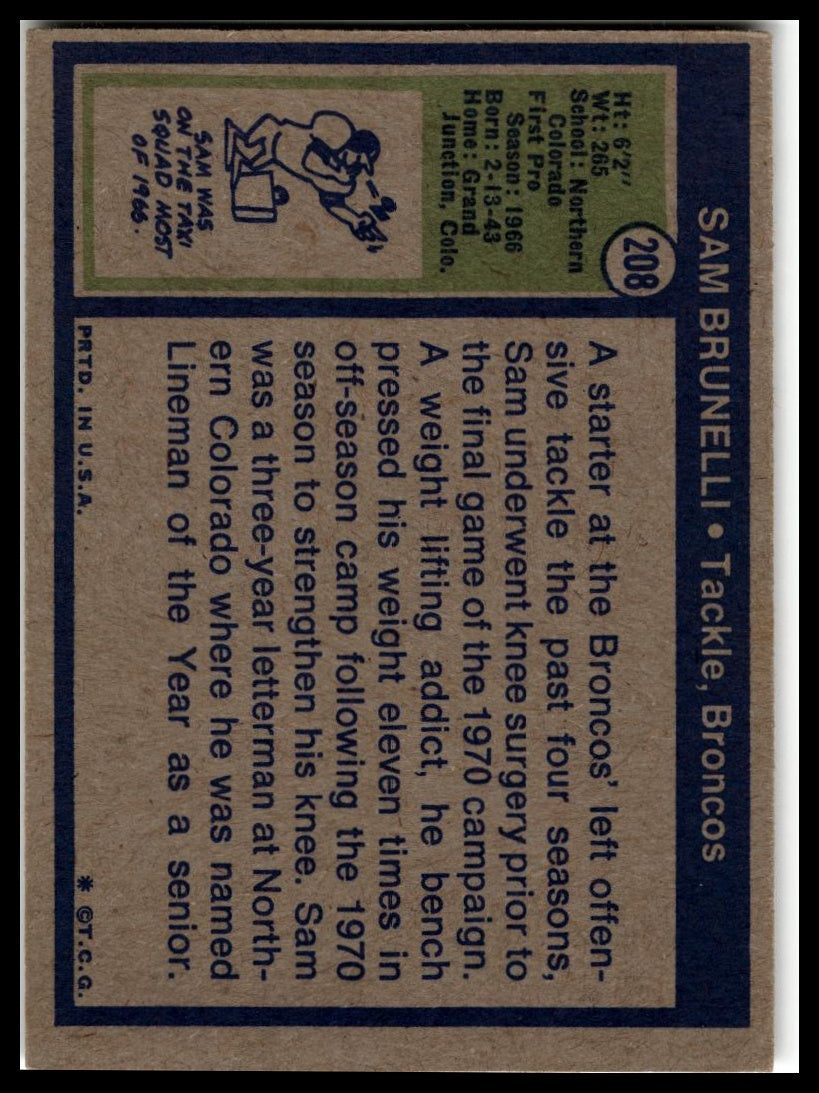 SAM BRUNELLI • Tackle, Broncos
208
Ht: 6'2"
Wt: 265
School: Northern
Colorado
First Pro
Season: 1966
Born: 2-13-43
Home: Grand
Junction, Colo.
SAM WAS
ON THE TAXI
SQUAD MOST
OF 1966.
A starter at the Broncos' left offen-
sive tackle the past four seasons,
Sam underwent knee surgery prior to
the final game of the 1970 campaign.
A weight lifting addict, he bench
pressed his weight eleven times in
off-season camp following the 1970
season to strengthen his knee. Sam
was a three-year letterman at North-
ern Colorado where he was named
Lineman of the Year as a senior.
PRTD. IN U.S.A.
* ©T.C.G.